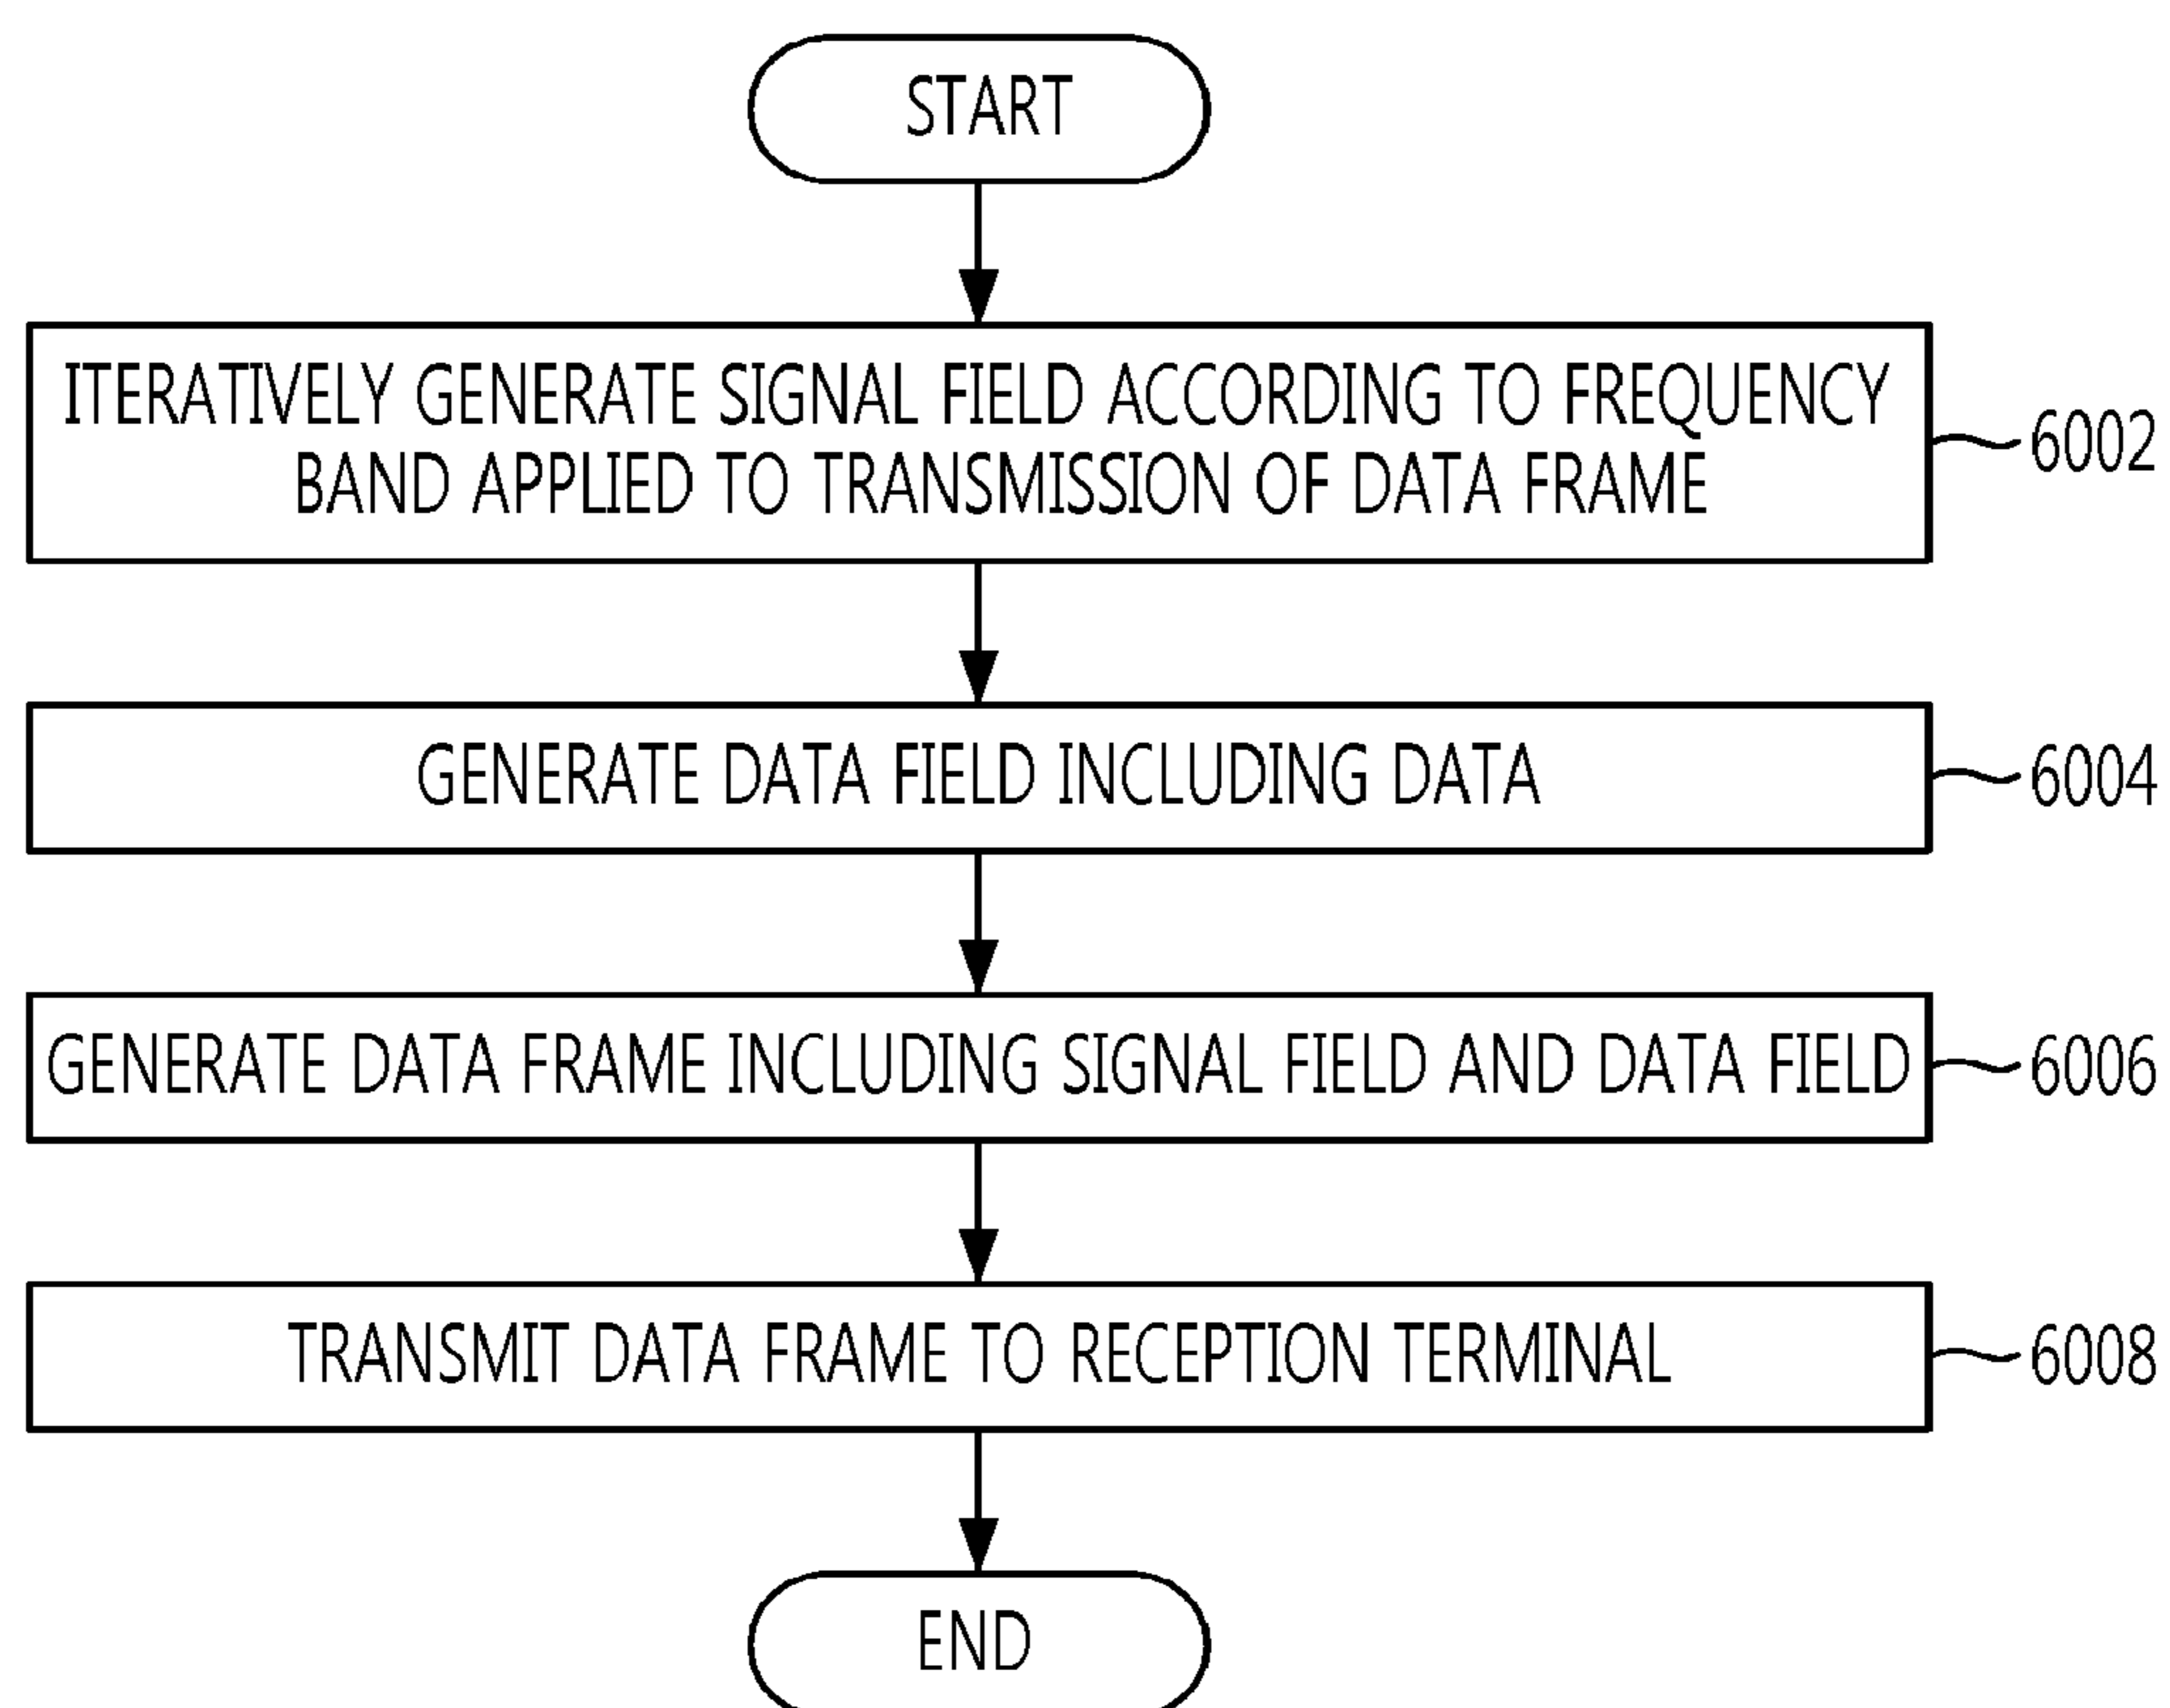 START
ITERATIVELY GENERATE SIGNAL FIELD ACCORDING TO FREQUENCY
BAND APPLIED TO TRANSMISSION OF DATA FRAME
6002
GENERATE DATA FIELD INCLUDING DATA
6004
GENERATE DATA FRAME INCLUDING SIGNAL FIELD AND DATA FIELD
6006
TRANSMIT DATA FRAME TO RECEPTION TERMINAL
6008
END